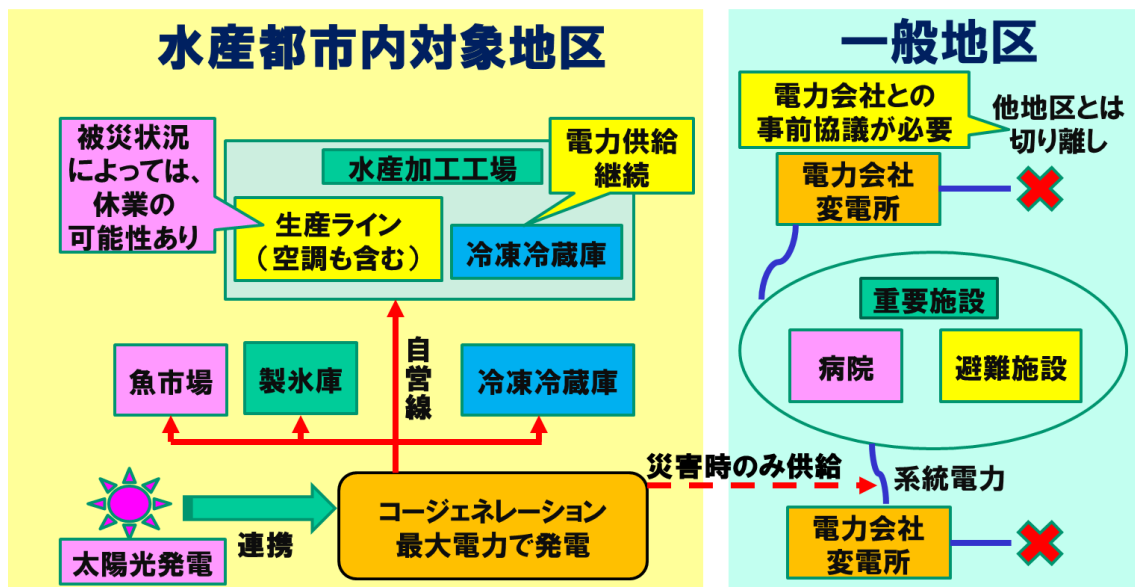 水産都市内対象地区
被災状況
によっては、
休業の
可能性あり
水産加工工場
電力供給
継続
生産ライン
（空調も含む）
冷凍冷蔵庫
魚市場
製氷庫
自営線
冷凍冷蔵庫
太陽光発電
連携
コージェネレーション
最大電力で発電
災害時のみ供給
一般地区
電力会社との
事前協議が必要
他地区とは
切り離し
電力会社
変電所
重要施設
病院
避難施設
系統電力
電力会社
変電所